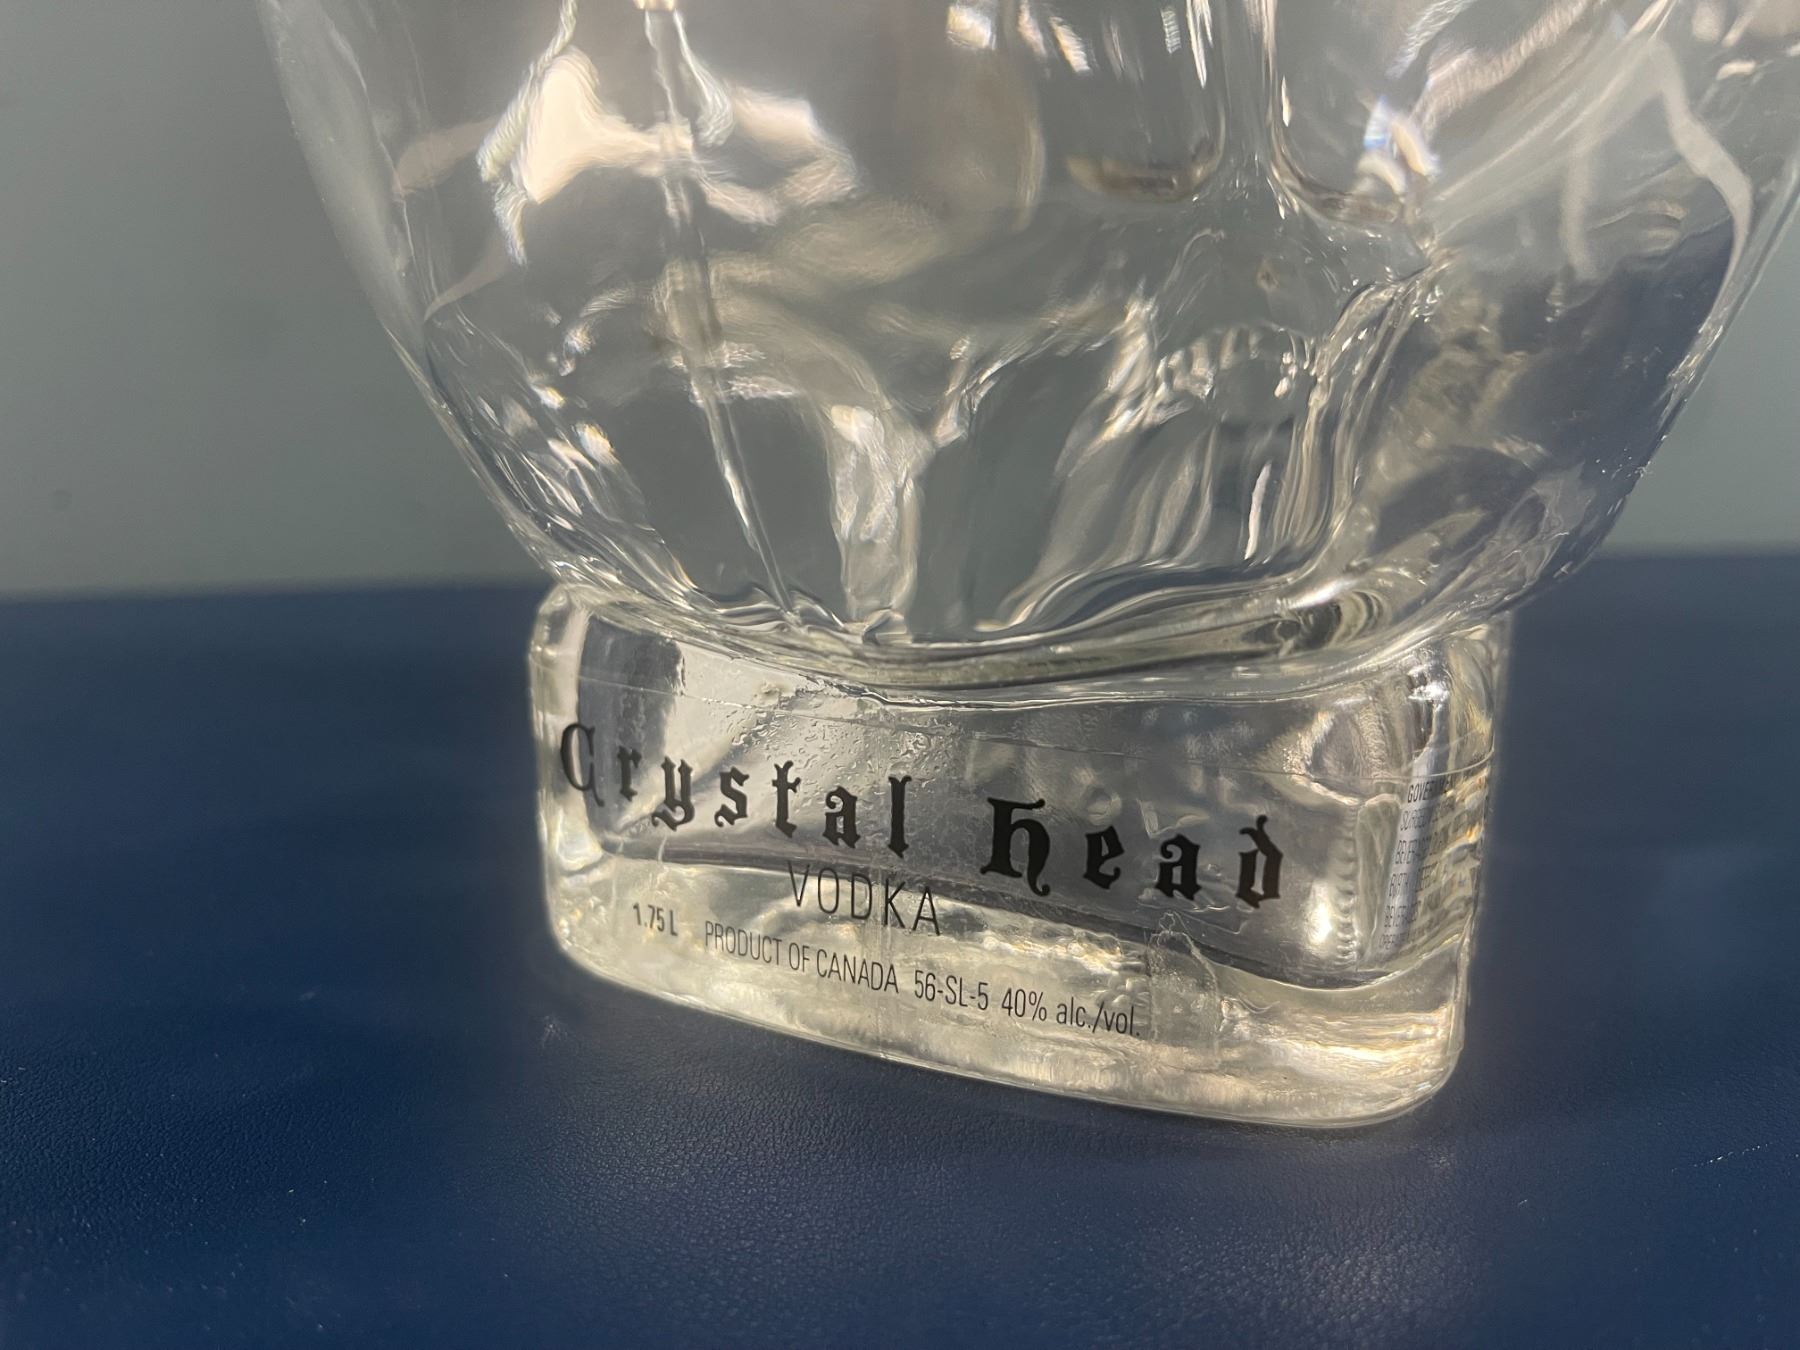 Crystal Head
VODKA
1.75 L PRODUCT OF CANADA 56-SL-5 40% alc./vol.